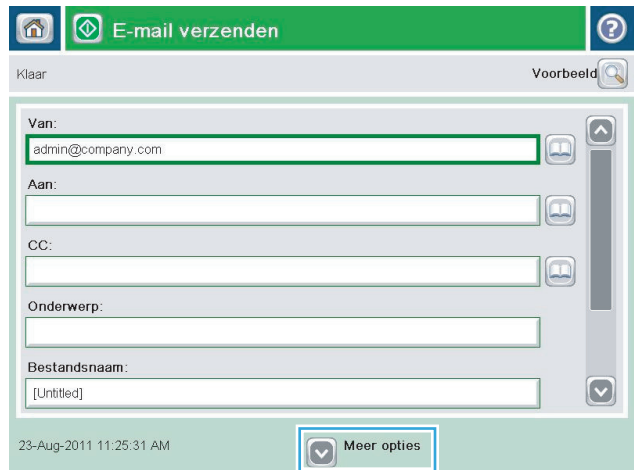 E-mail verzenden
Klaar
Voorbeeld
Van:
admin@company.com
Aan:
CC:
Onderwerp:
Bestandsnaam:
[Untitled]
23-Aug-2011 11:25:31 AM
Meer opties